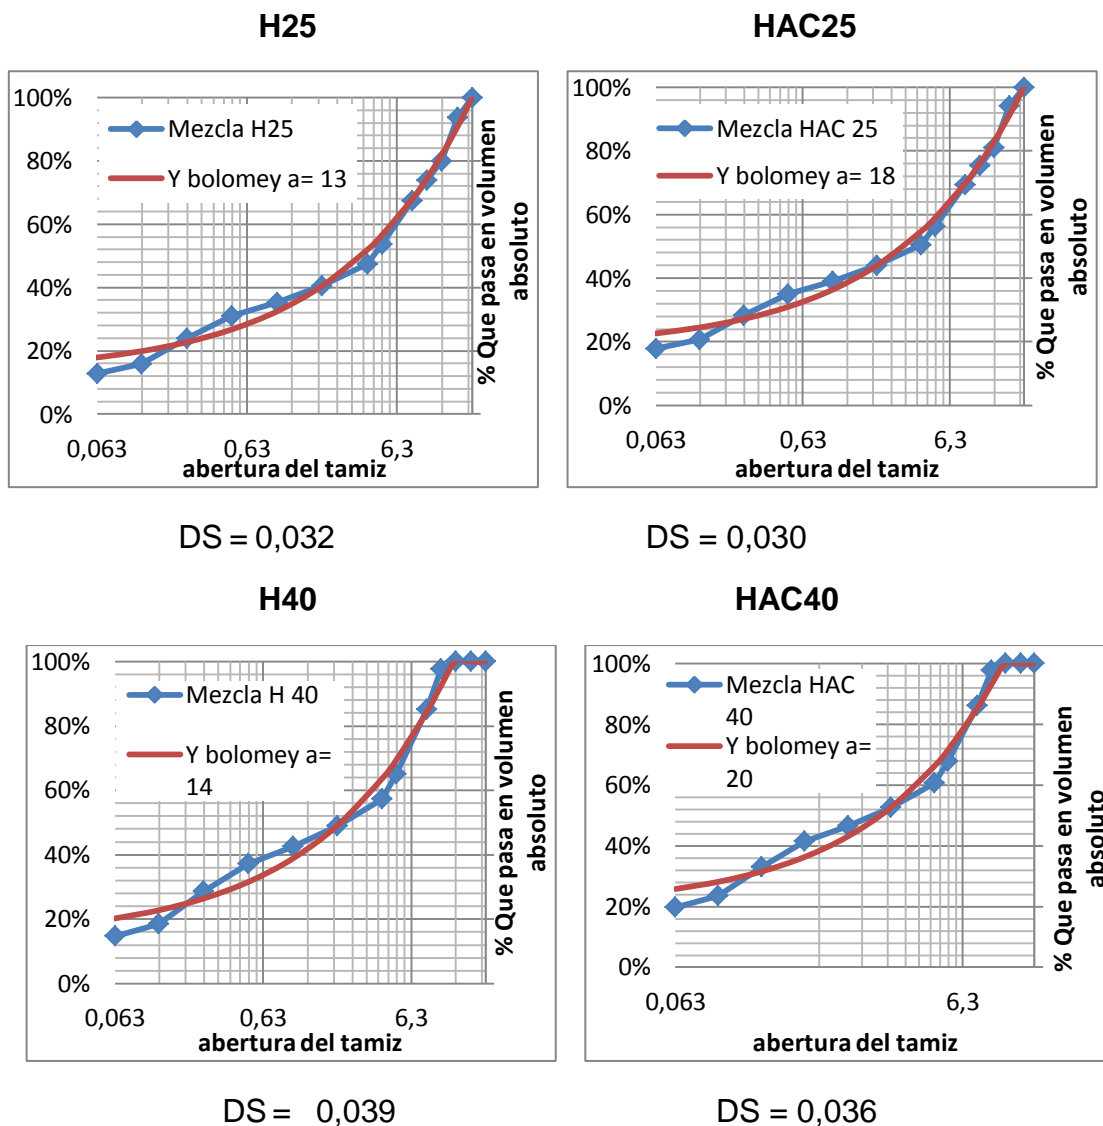 H25
100%
80%
60%
40%
20%
0%
0,063
0,63
6,3
abertura del tamiz
% Que pasa en volumen
absoluto
Mezcla H25
Y bolomey a= 13
DS = 0,032
HAC25
100%
80%
60%
40%
20%
0%
0,063
0,63
6,3
abertura del tamiz
% Que pasa en volumen
absoluto
Mezcla HAC 25
Y bolomey a= 18
DS = 0,030
H40
100%
80%
60%
40%
20%
0%
0,063
0,63
6,3
abertura del tamiz
% Que pasa en volumen
absoluto
Mezcla H 40
Y bolomey a=
14
DS = 0,039
HAC40
100%
80%
60%
40%
20%
0%
0,063
6,3
abertura del tamiz
% Que pasa en volumen
absoluto
Mezcla HAC
40
Y bolomey a=
20
DS = 0,036